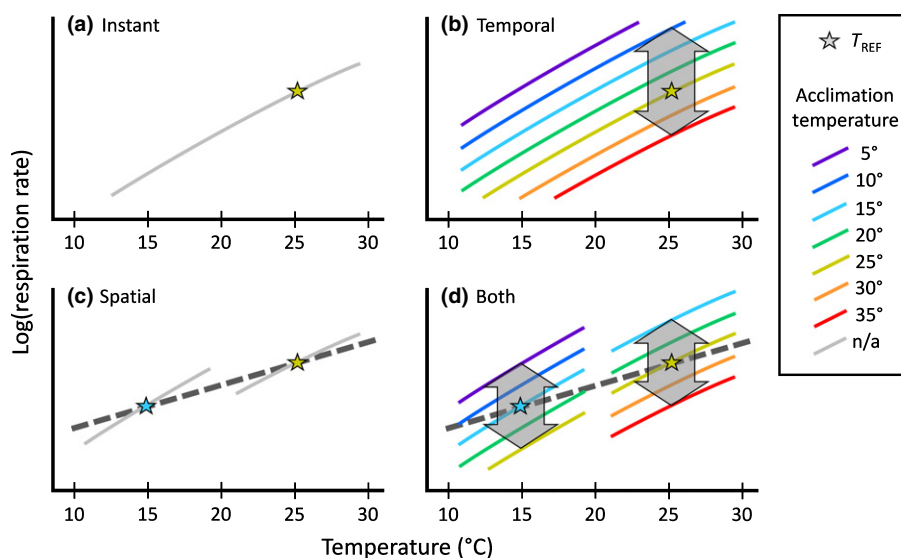 (a) Instant
10 15 20 25 30
(b) Temporal
10 15 20 25 30
(c) Spatial
10 15 20 25 30
(d) Both
10 15 20 25 30
Log(respiration rate)
Temperature (°C)
TREF
Acclimation
temperature
5°
10°
15°
20°
25°
30°
35°
n/a